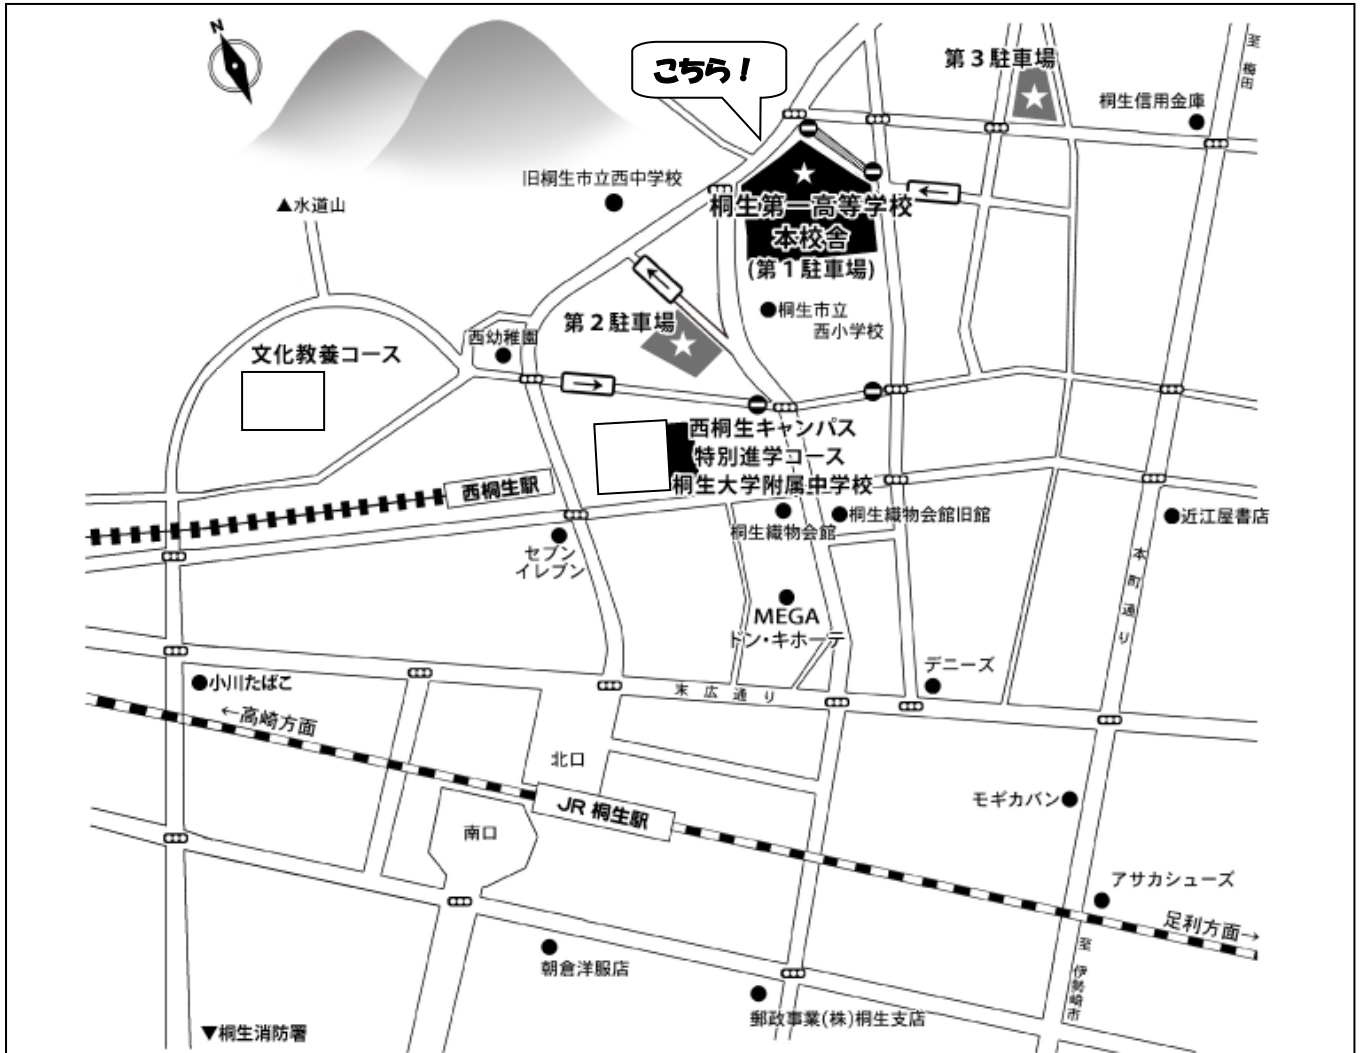 N
こちら！
第３駐車場
至 梅田
桐生信用金庫
旧桐生市立西中学校
▲水道山
桐生第一高等学校
本校舎
(第１駐車場)
←
桐生市立
西小学校
←
第２駐車場
西幼稚園
文化教養コース
→
西桐生キャンパス
特別進学コース
桐生大学附属中学校
西桐生駅
桐生織物会館
桐生織物会館旧館
近江屋書店
セブン
イレブン
本町通り
MEGA
ドン・キホーテ
デニーズ
小川たばこ
末広通り
←高崎方面
北口
JR 桐生駅
モギカバン
南口
アサカシューズ
足利方面→
至 伊勢崎市
朝倉洋服店
郵政事業(株)桐生支店
▼桐生消防署